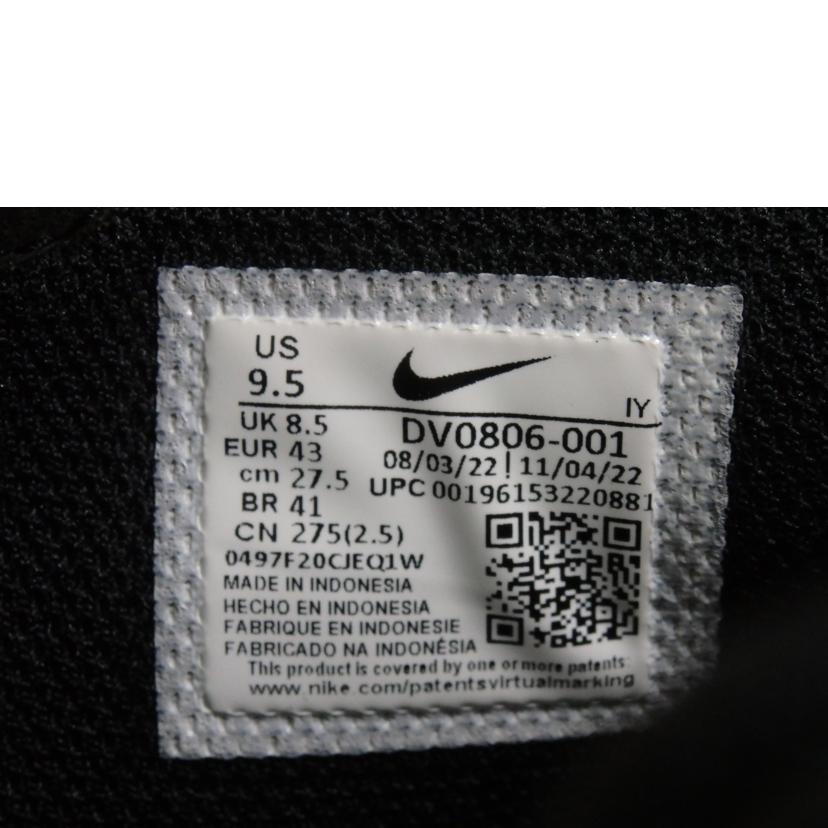 US
9.5
IY
UK 8.5
EUR 43
cm 27.5
BR 41
CN 275(2.5)
DV0806-001
08/03/22 | 11/04/22
UPC 00196153220881
0497F20CJEQ1W
MADE IN INDONESIA
HECHO EN INDONESIA
FABRIQUE EN INDONESIE
FABRICADO NA INDONÉSIA
This product is covered by one or more patents:
www.nike.com/patentsvirtualmarking